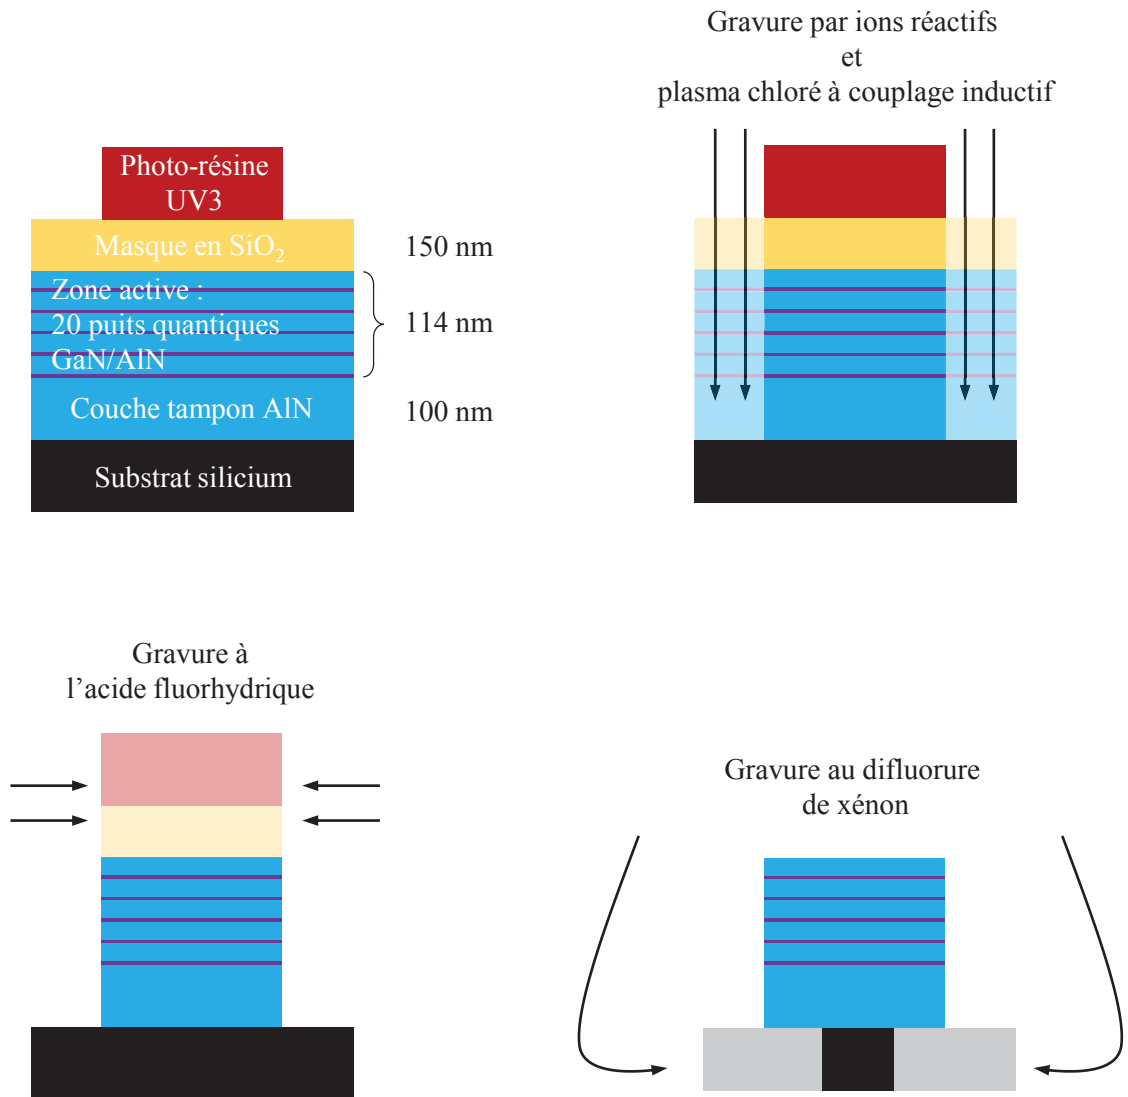 Gravure par ions réactifs
et
plasma chloré à couplage inductif
Photo-résine
UV3
Masque en SiO₂
150 nm
Zone active :
20 puits quantiques
GaN/AlN
114 nm
Couche tampon AlN
100 nm
Substrat silicium
Gravure à
l’acide fluorhydrique
Gravure au difluorure
de xénon